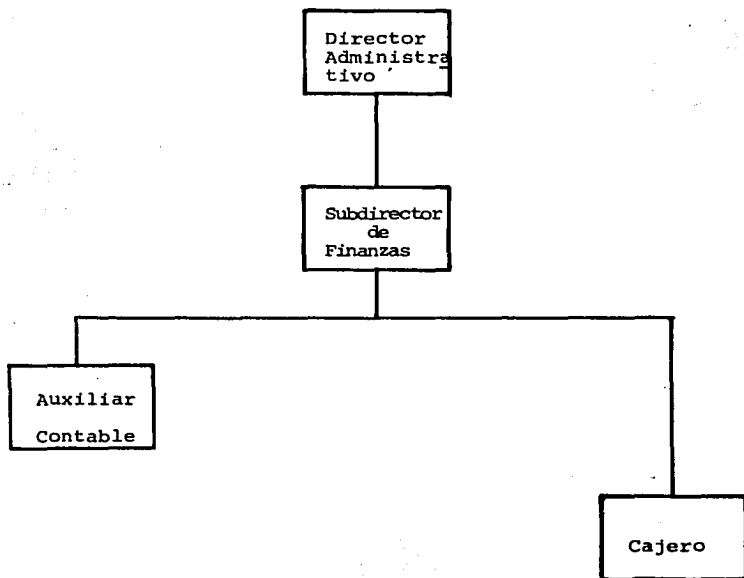 Director
Administra
tivo
Subdirector
de
Finanzas
Auxiliar
Contable
Cajero